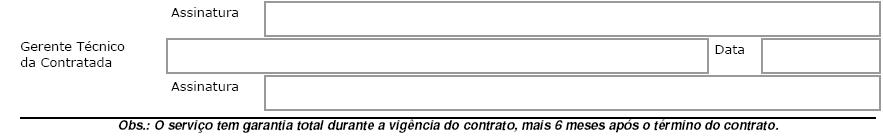 Assinatura
Gerente Técnico
da Contratada
Data
Assinatura
Obs.: O serviço tem garantia total durante a vigência do contrato, mais 6 meses após o término do contrato.